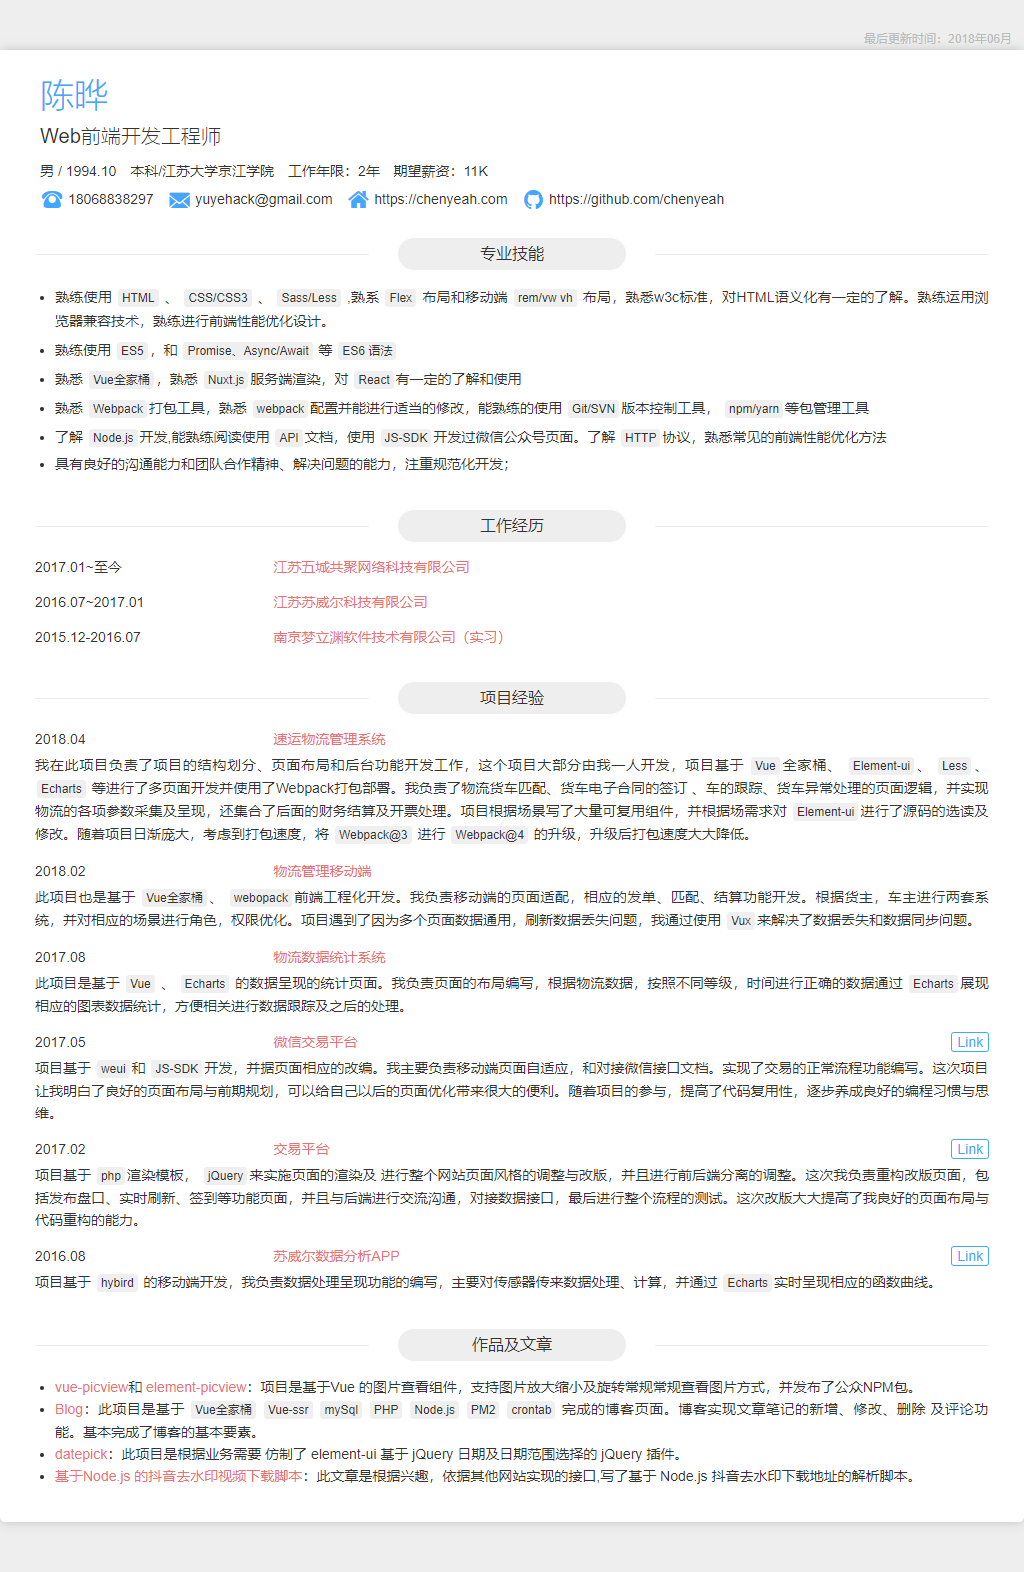 最后更新时间：2018年06月
陈晔
Web前端开发工程师
男 / 1994.10 本科/江苏大学京江学院 工作年限：2年 期望薪资：11K
18068838297 yuyehack@gmail.com https://chenyeah.com https://github.com/chenyeah
专业技能
• 熟练使用 HTML 、 CSS/CSS3 、 Sass/Less ,熟系 Flex 布局和移动端 rem/vw vh 布局，熟悉w3c标准，对HTML语义化有一定的了解。熟练运用浏
览器兼容技术，熟练进行前端性能优化设计。
• 熟练使用 ES5 ，和 Promise、Async/Await 等 ES6 语法
• 熟悉 Vue全家桶 ，熟悉 Nuxt.js 服务端渲染，对 React 有一定的了解和使用
• 熟悉 Webpack 打包工具，熟悉 webpack 配置并能进行适当的修改，能熟练的使用 Git/SVN 版本控制工具， npm/yarn 等包管理工具
• 了解 Node.js 开发,能熟练阅读使用 API 文档，使用 JS-SDK 开发过微信公众号页面。了解 HTTP 协议，熟悉常见的前端性能优化方法
• 具有良好的沟通能力和团队合作精神、解决问题的能力，注重规范化开发；
工作经历
2017.01~至今 江苏五城共聚网络科技有限公司
2016.07~2017.01 江苏苏威尔科技有限公司
2015.12-2016.07 南京梦立渊软件技术有限公司（实习）
项目经验
2018.04 速运物流管理系统
我在此项目负责了项目的结构划分、页面布局和后台功能开发工作，这个项目大部分由我一人开发，项目基于 Vue 全家桶、 Element-ui 、 Less 、
Echarts 等进行了多页面开发并使用了Webpack打包部署。我负责了物流货车匹配、货车电子合同的签订 、车的跟踪、货车异常处理的页面逻辑，并实现
物流的各项参数采集及呈现，还集合了后面的财务结算及开票处理。项目根据场景写了大量可复用组件，并根据场需求对 Element-ui 进行了源码的选读及
修改。随着项目日渐庞大，考虑到打包速度，将 Webpack@3 进行 Webpack@4 的升级，升级后打包速度大大降低。
2018.02 物流管理移动端
此项目也是基于 Vue全家桶 、 webopack 前端工程化开发。我负责移动端的页面适配，相应的发单、匹配、结算功能开发。根据货主，车主进行两套系
统，并对相应的场景进行角色，权限优化。项目遇到了因为多个页面数据通用，刷新数据丢失问题，我通过使用 Vux 来解决了数据丢失和数据同步问题。
2017.08 物流数据统计系统
此项目是基于 Vue 、 Echarts 的数据呈现的统计页面。我负责页面的布局编写，根据物流数据，按照不同等级，时间进行正确的数据通过 Echarts 展现
相应的图表数据统计，方便相关进行数据跟踪及之后的处理。
2017.05 微信交易平台 Link
项目基于 weui 和 JS-SDK 开发，并据页面相应的改编。我主要负责移动端页面自适应，和对接微信接口文档。实现了交易的正常流程功能编写。这次项目
让我明白了良好的页面布局与前期规划，可以给自己以后的页面优化带来很大的便利。随着项目的参与，提高了代码复用性，逐步养成良好的编程习惯与思
维。
2017.02 交易平台 Link
项目基于 php 渲染模板， jQuery 来实施页面的渲染及 进行整个网站页面风格的调整与改版，并且进行前后端分离的调整。这次我负责重构改版页面，包
括发布盘口、实时刷新、签到等功能页面，并且与后端进行交流沟通，对接数据接口，最后进行整个流程的测试。这次改版大大提高了我良好的页面布局与
代码重构的能力。
2016.08 苏威尔数据分析APP Link
项目基于 hybird 的移动端开发，我负责数据处理呈现功能的编写，主要对传感器传来数据处理、计算，并通过 Echarts 实时呈现相应的函数曲线。
作品及文章
• vue-picview和 element-picview：项目是基于Vue 的图片查看组件，支持图片放大缩小及旋转常规常规查看图片方式，并发布了公众NPM包。
• Blog：此项目是基于 Vue全家桶 Vue-ssr mySql PHP Node.js PM2 crontab 完成的博客页面。博客实现文章笔记的新增、修改、删除 及评论功
能。基本完成了博客的基本要素。
• datepick：此项目是根据业务需要 仿制了 element-ui 基于 jQuery 日期及日期范围选择的 jQuery 插件。
• 基于Node.js 的抖音去水印视频下载脚本：此文章是根据兴趣，依据其他网站实现的接口,写了基于 Node.js 抖音去水印下载地址的解析脚本。